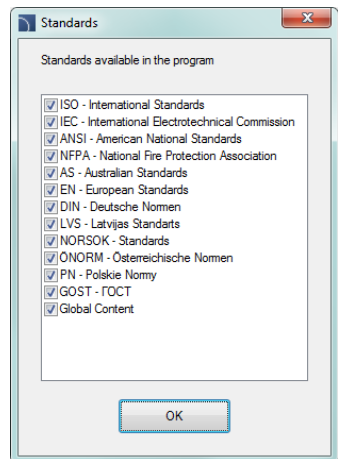 Standards
Standards available in the program
ISO - International Standards
IEC - International Electrotechnical Commission
ANSI - American National Standards
NFPA - National Fire Protection Association
AS - Australian Standards
EN - European Standards
DIN - Deutsche Normen
LVS - Latvijas Standarts
NORSOK - Standards
ÖNORM - Österreichische Normen
PN - Polskie Normy
GOST - ГОСТ
Global Content
OK